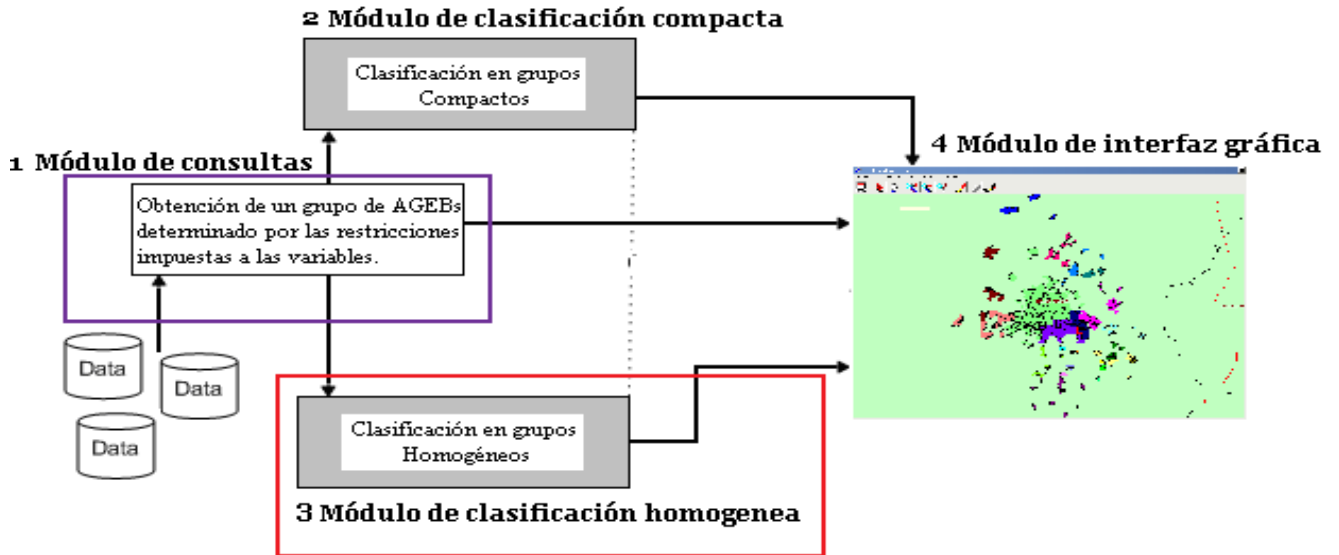 2 Módulo de clasificación compacta
Clasificación en grupos
Compactos
1 Módulo de consultas
4 Módulo de interfaz gráfica
Obtención de un grupo de AGEBs
determinado por las restricciones
impuestas a las variables.
Data
Data
Data
Clasificación en grupos
Homogéneos
3 Módulo de clasificación homogenea